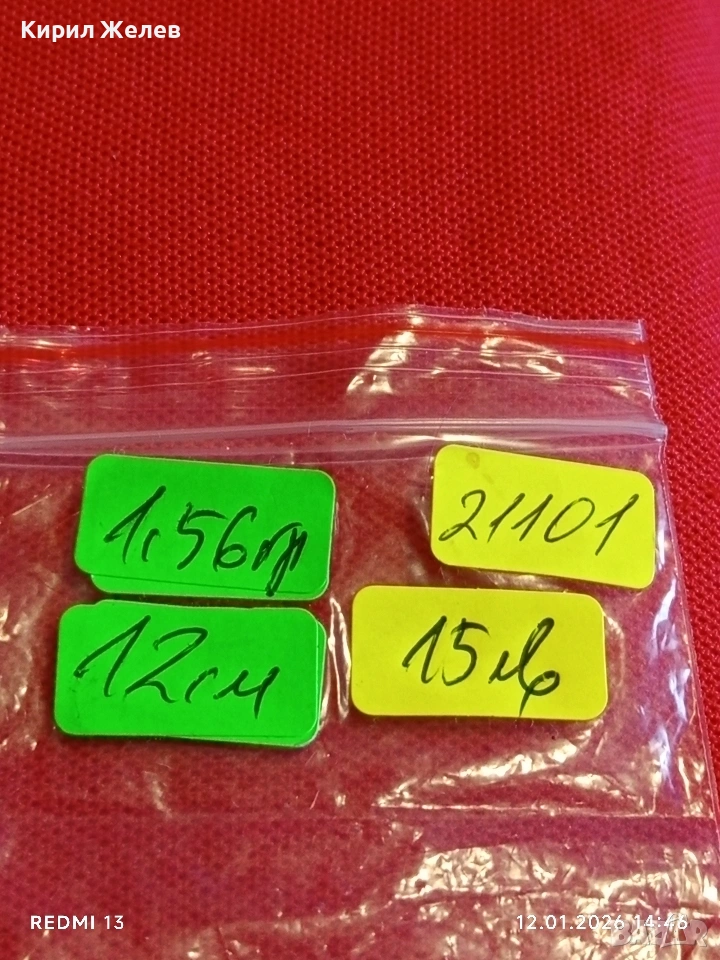 Кирил Желев
1,56гр
21101
12см
15лв
REDMI 13
12.01.2026 14:46